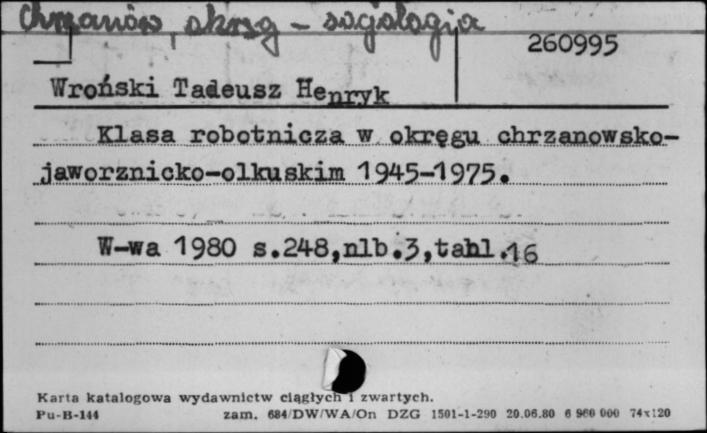 Chrzanów, okręg - socjologia
260995
Wroński Tadeusz Henryk
Klasa robotnicza w okręgu chrzanowsko-
jaworznicko-olkuskim 1945-1975.
W-wa 1980 s.248,nlb.3,tabl.16
Karta katalogowa wydawnictw ciągłych i zwartych.
Pu-B-144 zam. 684/DW/WA/On DZG 1501-1-290 20.06.80 6 960 000 74x120